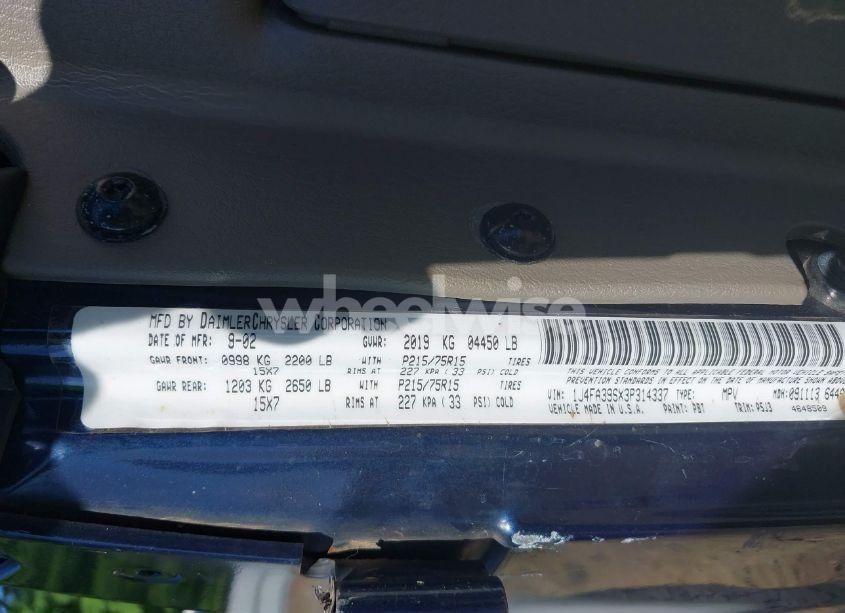 wheelwise
MFD BY DAIMLERCHRYSLER CORPORATION
DATE OF MFR: 9-02 GVWR: 2019 KG 04450 LB
GAWR FRONT: 0998 KG 2200 LB WITH P215/75R15 TIRES
15X7 RIMS AT 227 KPA ( 33 PSI) COLD
GAWR REAR: 1203 KG 2650 LB WITH P215/75R15 TIRES
15X7 RIMS AT 227 KPA ( 33 PSI) COLD
THIS VEHICLE CONFORMS TO ALL APPLICABLE FEDERAL MOTOR VEHICLE SAFETY
PREVENTION STANDARDS IN EFFECT ON THE DATE OF MANUFACTURE SHOWN ABOVE
VIN: 1J4FA39SX3P314337 TYPE: MPV MDH: 091113
VEHICLE MADE IN U.S.A. PAINT: PBT TRIM: P5J3 4648589